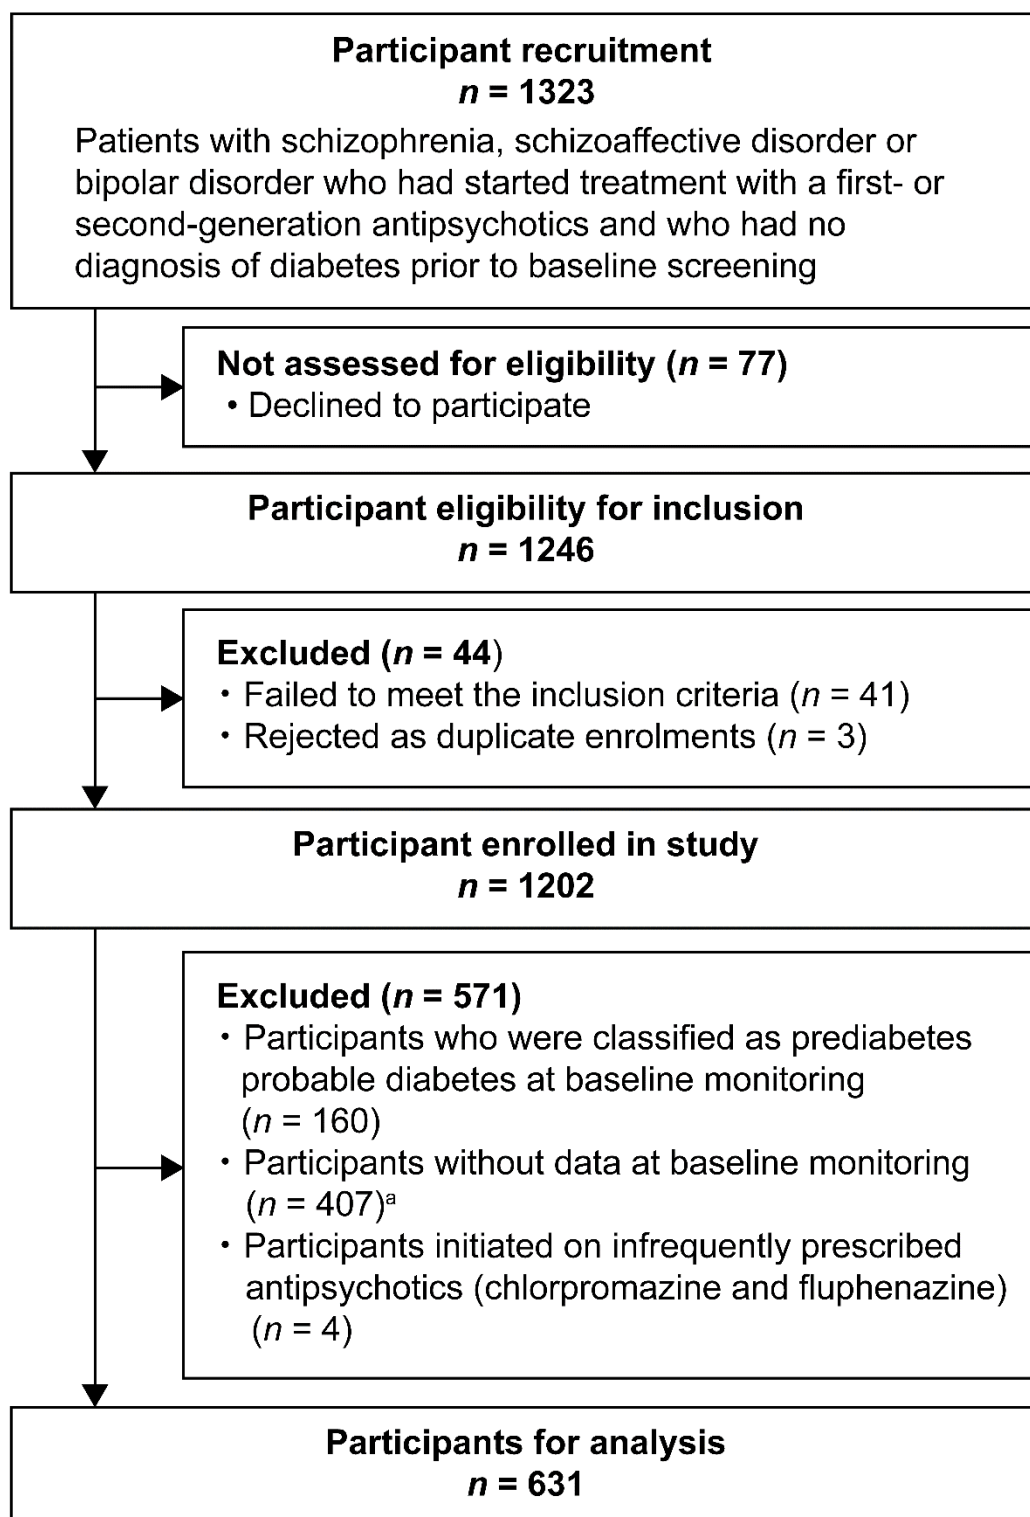 Participant recruitment
n = 1323
Patients with schizophrenia, schizoaffective disorder or
bipolar disorder who had started treatment with a first- or
second-generation antipsychotics and who had no
diagnosis of diabetes prior to baseline screening
Not assessed for eligibility (n = 77)
• Declined to participate
Participant eligibility for inclusion
n = 1246
Excluded (n = 44)
• Failed to meet the inclusion criteria (n = 41)
• Rejected as duplicate enrolments (n = 3)
Participant enrolled in study
n = 1202
Excluded (n = 571)
• Participants who were classified as prediabetes
probable diabetes at baseline monitoring
(n = 160)
• Participants without data at baseline monitoring
(n = 407)ᵃ
• Participants initiated on infrequently prescribed
antipsychotics (chlorpromazine and fluphenazine)
(n = 4)
Participants for analysis
n = 631